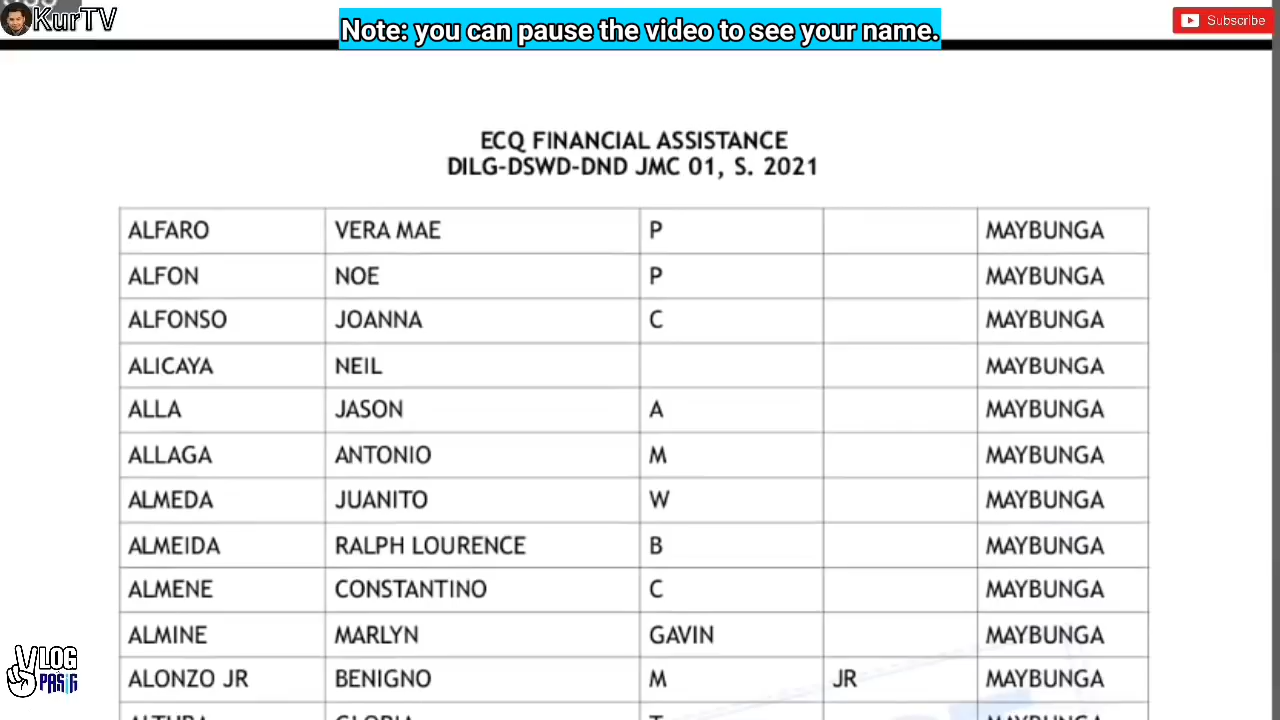 KurTV
Note: you can pause the video to see your name.
Subscribe
ECQ FINANCIAL ASSISTANCE
DILG-DSWD-DND JMC 01, S. 2021
ALFARO VERA MAE P MAYBUNGA
ALFON NOE P MAYBUNGA
ALFONSO JOANNA C MAYBUNGA
ALICAYA NEIL MAYBUNGA
ALLA JASON A MAYBUNGA
ALLAGA ANTONIO M MAYBUNGA
ALMEDA JUANITO W MAYBUNGA
ALMEIDA RALPH LOURENCE B MAYBUNGA
ALMENE CONSTANTINO C MAYBUNGA
ALMINE MARLYN GAVIN MAYBUNGA
ALONZO JR BENIGNO M JR MAYBUNGA
VLOG
PASIG